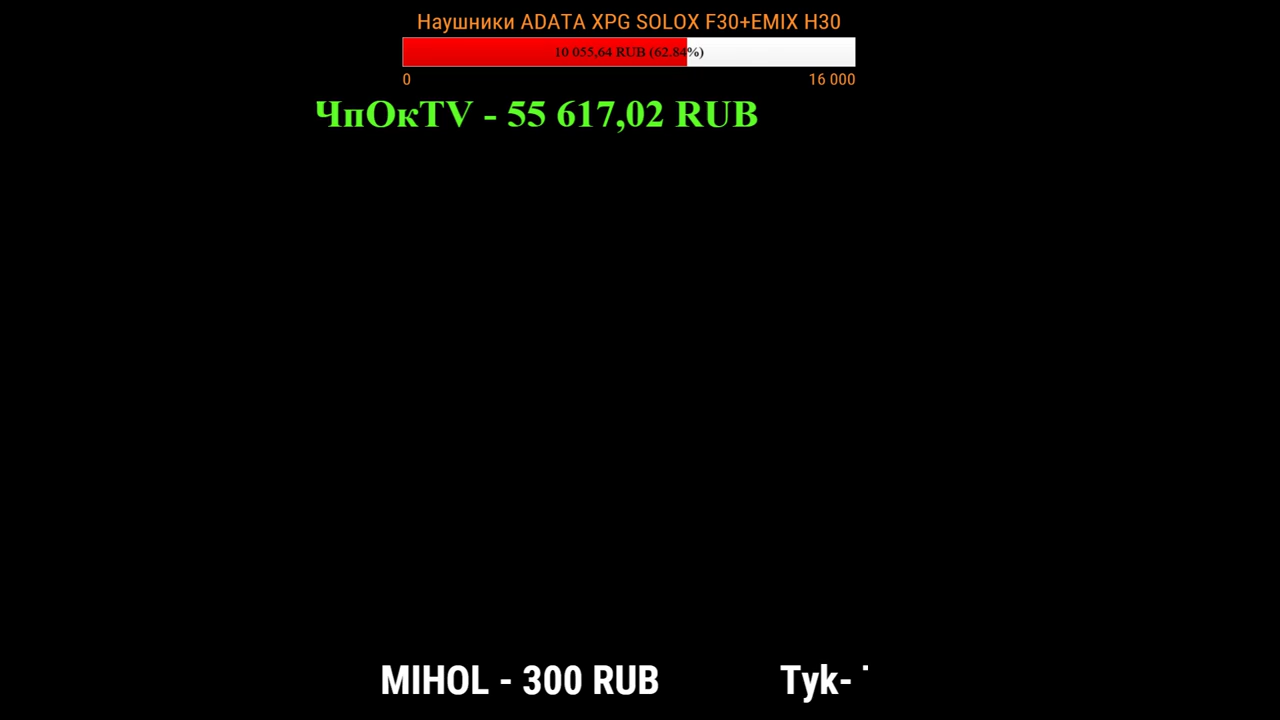 Наушники ADATA XPG SOLOX F30+EMIX H30
10 055,64 RUB (62.84%)
0 16 000
ЧпОкTV - 55 617,02 RUB
MIHOL - 300 RUB Tyk-